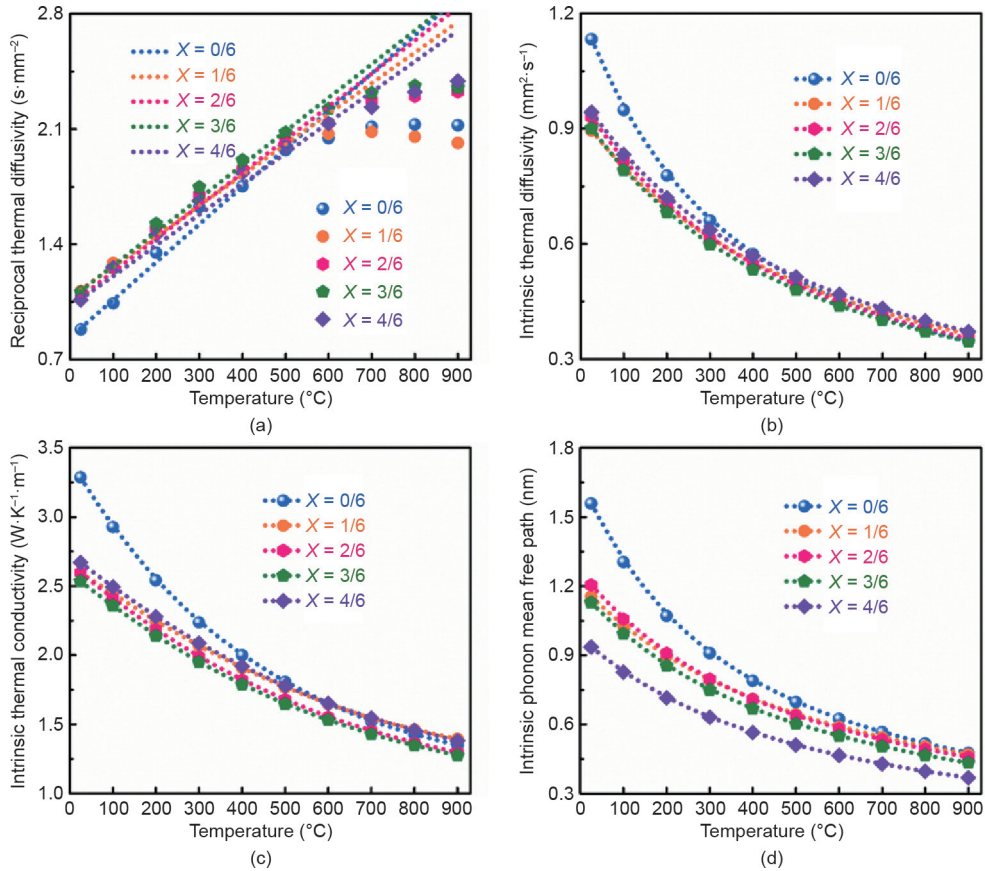 Reciprocal thermal diffusivity (s·mm⁻²)
2.8
2.1
1.4
0.7
X = 0/6
X = 1/6
X = 2/6
X = 3/6
X = 4/6
X = 0/6
X = 1/6
X = 2/6
X = 3/6
X = 4/6
0 100 200 300 400 500 600 700 800 900
Temperature (°C)
(a)
Intrinsic thermal diffusivity (mm²·s⁻¹)
1.2
0.9
0.6
0.3
X = 0/6
X = 1/6
X = 2/6
X = 3/6
X = 4/6
0 100 200 300 400 500 600 700 800 900
Temperature (°C)
(b)
Intrinsic thermal conductivity (W·K⁻¹·m⁻¹)
3.5
3.0
2.5
2.0
1.5
1.0
X = 0/6
X = 1/6
X = 2/6
X = 3/6
X = 4/6
0 100 200 300 400 500 600 700 800 900
Temperature (°C)
(c)
Intrinsic phonon mean free path (nm)
1.8
1.5
1.2
0.9
0.6
0.3
X = 0/6
X = 1/6
X = 2/6
X = 3/6
X = 4/6
0 100 200 300 400 500 600 700 800 900
Temperature (°C)
(d)